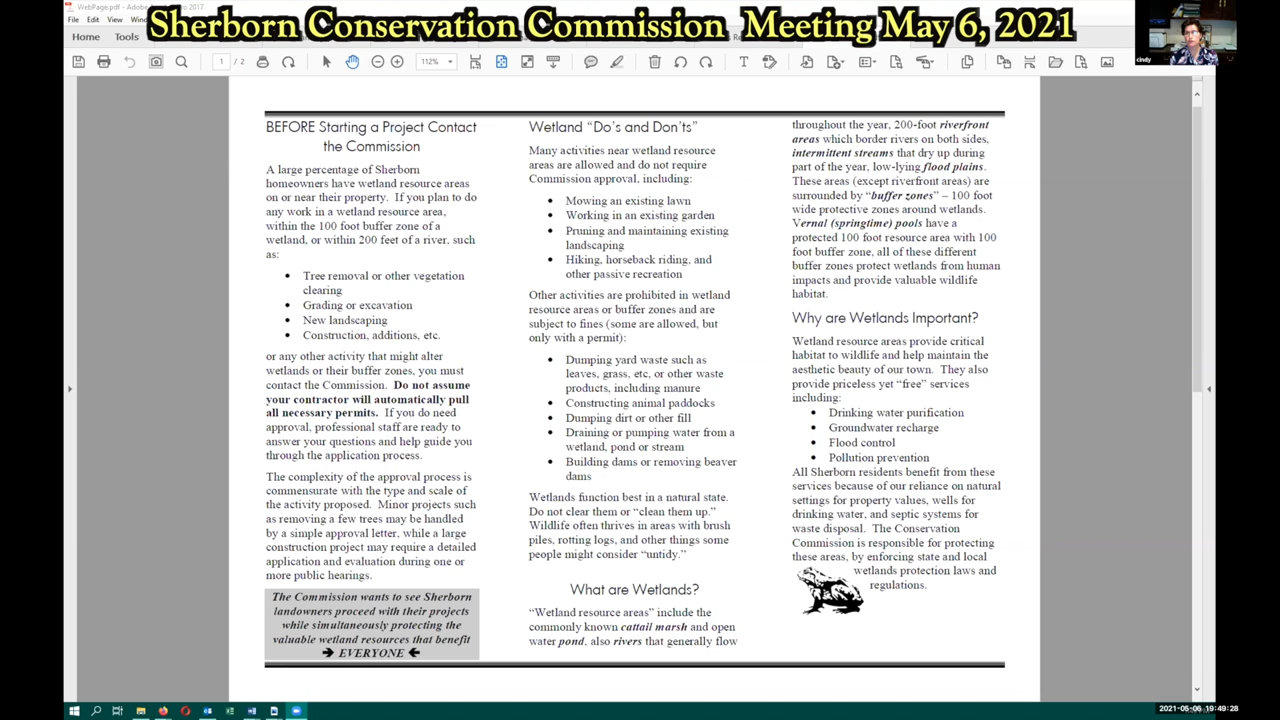 WebPage.pdf - Adobe
2017
File Edit View
Sherborn Conservation Commission Meeting May 6, 2021
Home Tools
cindy
1 / 2
112%
BEFORE Starting a Project Contact
the Commission
A large percentage of Sherborn
homeowners have wetland resource areas
on or near their property. If you plan to do
any work in a wetland resource area,
within the 100 foot buffer zone of a
wetland, or within 200 feet of a river, such
as:
• Tree removal or other vegetation
clearing
• Grading or excavation
• New landscaping
• Construction, additions, etc.
or any other activity that might alter
wetlands or their buffer zones, you must
contact the Commission. Do not assume
your contractor will automatically pull
all necessary permits. If you do need
approval, professional staff are ready to
answer your questions and help guide you
through the application process.
The complexity of the approval process is
commensurate with the type and scale of
the activity proposed. Minor projects such
as removing a few trees may be handled
by a simple approval letter, while a large
construction project may require a detailed
application and evaluation during one or
more public hearings.
The Commission wants to see Sherborn
landowners proceed with their projects
while simultaneously protecting the
valuable wetland resources that benefit
➔ EVERYONE 🡰
Wetland "Do's and Don'ts"
Many activities near wetland resource
areas are allowed and do not require
Commission approval, including:
• Mowing an existing lawn
• Working in an existing garden
• Pruning and maintaining existing
landscaping
• Hiking, horseback riding, and
other passive recreation
Other activities are prohibited in wetland
resource areas or buffer zones and are
subject to fines (some are allowed, but
only with a permit):
• Dumping yard waste such as
leaves, grass, etc, or other waste
products, including manure
• Constructing animal paddocks
• Dumping dirt or other fill
• Draining or pumping water from a
wetland, pond or stream
• Building dams or removing beaver
dams
Wetlands function best in a natural state.
Do not clear them or "clean them up."
Wildlife often thrives in areas with brush
piles, rotting logs, and other things some
people might consider "untidy."
What are Wetlands?
"Wetland resource areas" include the
commonly known cattail marsh and open
water pond, also rivers that generally flow
throughout the year, 200-foot riverfront
areas which border rivers on both sides,
intermittent streams that dry up during
part of the year, low-lying flood plains.
These areas (except riverfront areas) are
surrounded by "buffer zones" – 100 foot
wide protective zones around wetlands.
Vernal (springtime) pools have a
protected 100 foot resource area with 100
foot buffer zone, all of these different
buffer zones protect wetlands from human
impacts and provide valuable wildlife
habitat.
Why are Wetlands Important?
Wetland resource areas provide critical
habitat to wildlife and help maintain the
aesthetic beauty of our town. They also
provide priceless yet "free" services
including:
• Drinking water purification
• Groundwater recharge
• Flood control
• Pollution prevention
All Sherborn residents benefit from these
services because of our reliance on natural
settings for property values, wells for
drinking water, and septic systems for
waste disposal. The Conservation
Commission is responsible for protecting
these areas, by enforcing state and local
wetlands protection laws and
regulations.
2021-05-06 19:49:28